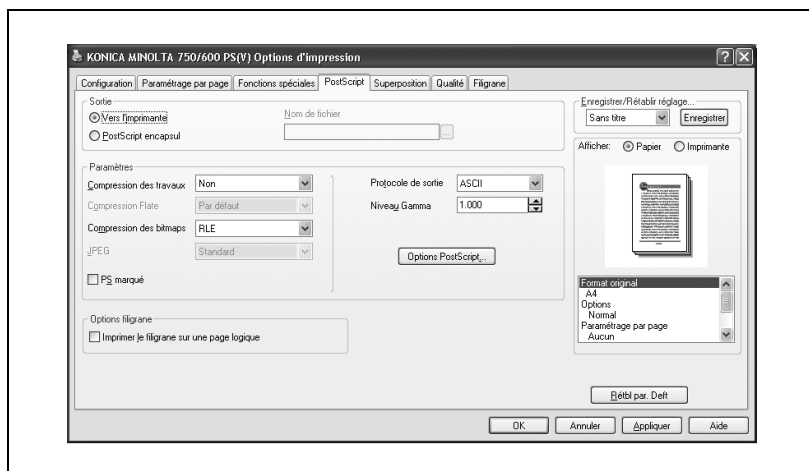 KONICA MINOLTA 750/600 PS(V) Options d'impression
Configuration Paramétrage par page Fonctions spéciales PostScript Superposition Qualité Filigrane
Sortie
Vers l'imprimante
PostScript encapsul
Nom de fichier
...
Paramètres
Compression des travaux Non
Compression Flate Par défaut
Compression des bitmaps RLE
JPEG Standard
PS marqué
Protocole de sortie ASCII
Niveau Gamma 1.000
Options PostScript...
Options filigrane
Imprimer le filigrane sur une page logique
Enregistrer/Rétablir réglage...
Sans titre Enregistrer
Afficher: Papier Imprimante
Format original
A4
Options
Normal
Paramétrage par page
Aucun
Rétbl par. Deft
OK Annuler Appliquer Aide